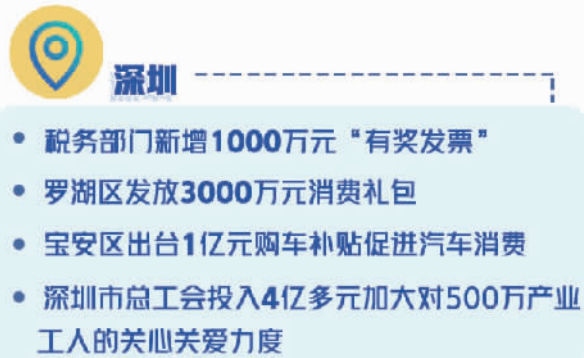 深圳
• 税务部门新增1000万元“有奖发票”
• 罗湖区发放3000万元消费礼包
• 宝安区出台1亿元购车补贴促进汽车消费
• 深圳市总工会投入4亿多元加大对500万产业
工人的关心关爱力度